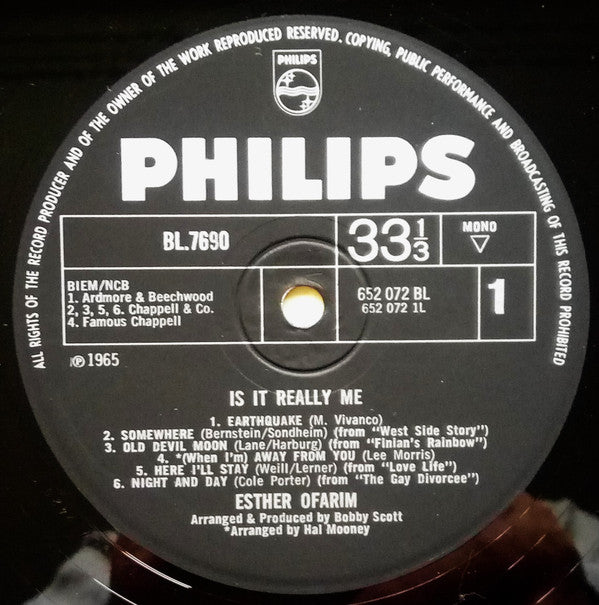 ALL RIGHTS OF THE RECORD PRODUCER AND OF THE OWNER OF THE WORK REPRODUCED RESERVED. COPYING, PUBLIC PERFORMANCE AND BROADCASTING OF THIS RECORD PROHIBITED
PHILIPS
PHILIPS
BL.7690
33⅓
MONO
BIEM/NCB
1. Ardmore & Beechwood
2, 3, 5, 6. Chappell & Co.
4. Famous Chappell
652 072 BL
652 072 1L
1
℗1965
IS IT REALLY ME
1. EARTHQUAKE (M. Vivanco)
2. SOMEWHERE (Bernstein/Sondheim) (from "West Side Story")
3. OLD DEVIL MOON (Lane/Harburg) (from "Finian's Rainbow")
4. *(When I'm) AWAY FROM YOU (Lee Morris)
5. HERE I'LL STAY (Weill/Lerner) (from "Love Life")
6. NIGHT AND DAY (Cole Porter) (from "The Gay Divorcee")
ESTHER OFARIM
Arranged & Produced by Bobby Scott
*Arranged by Hal Mooney